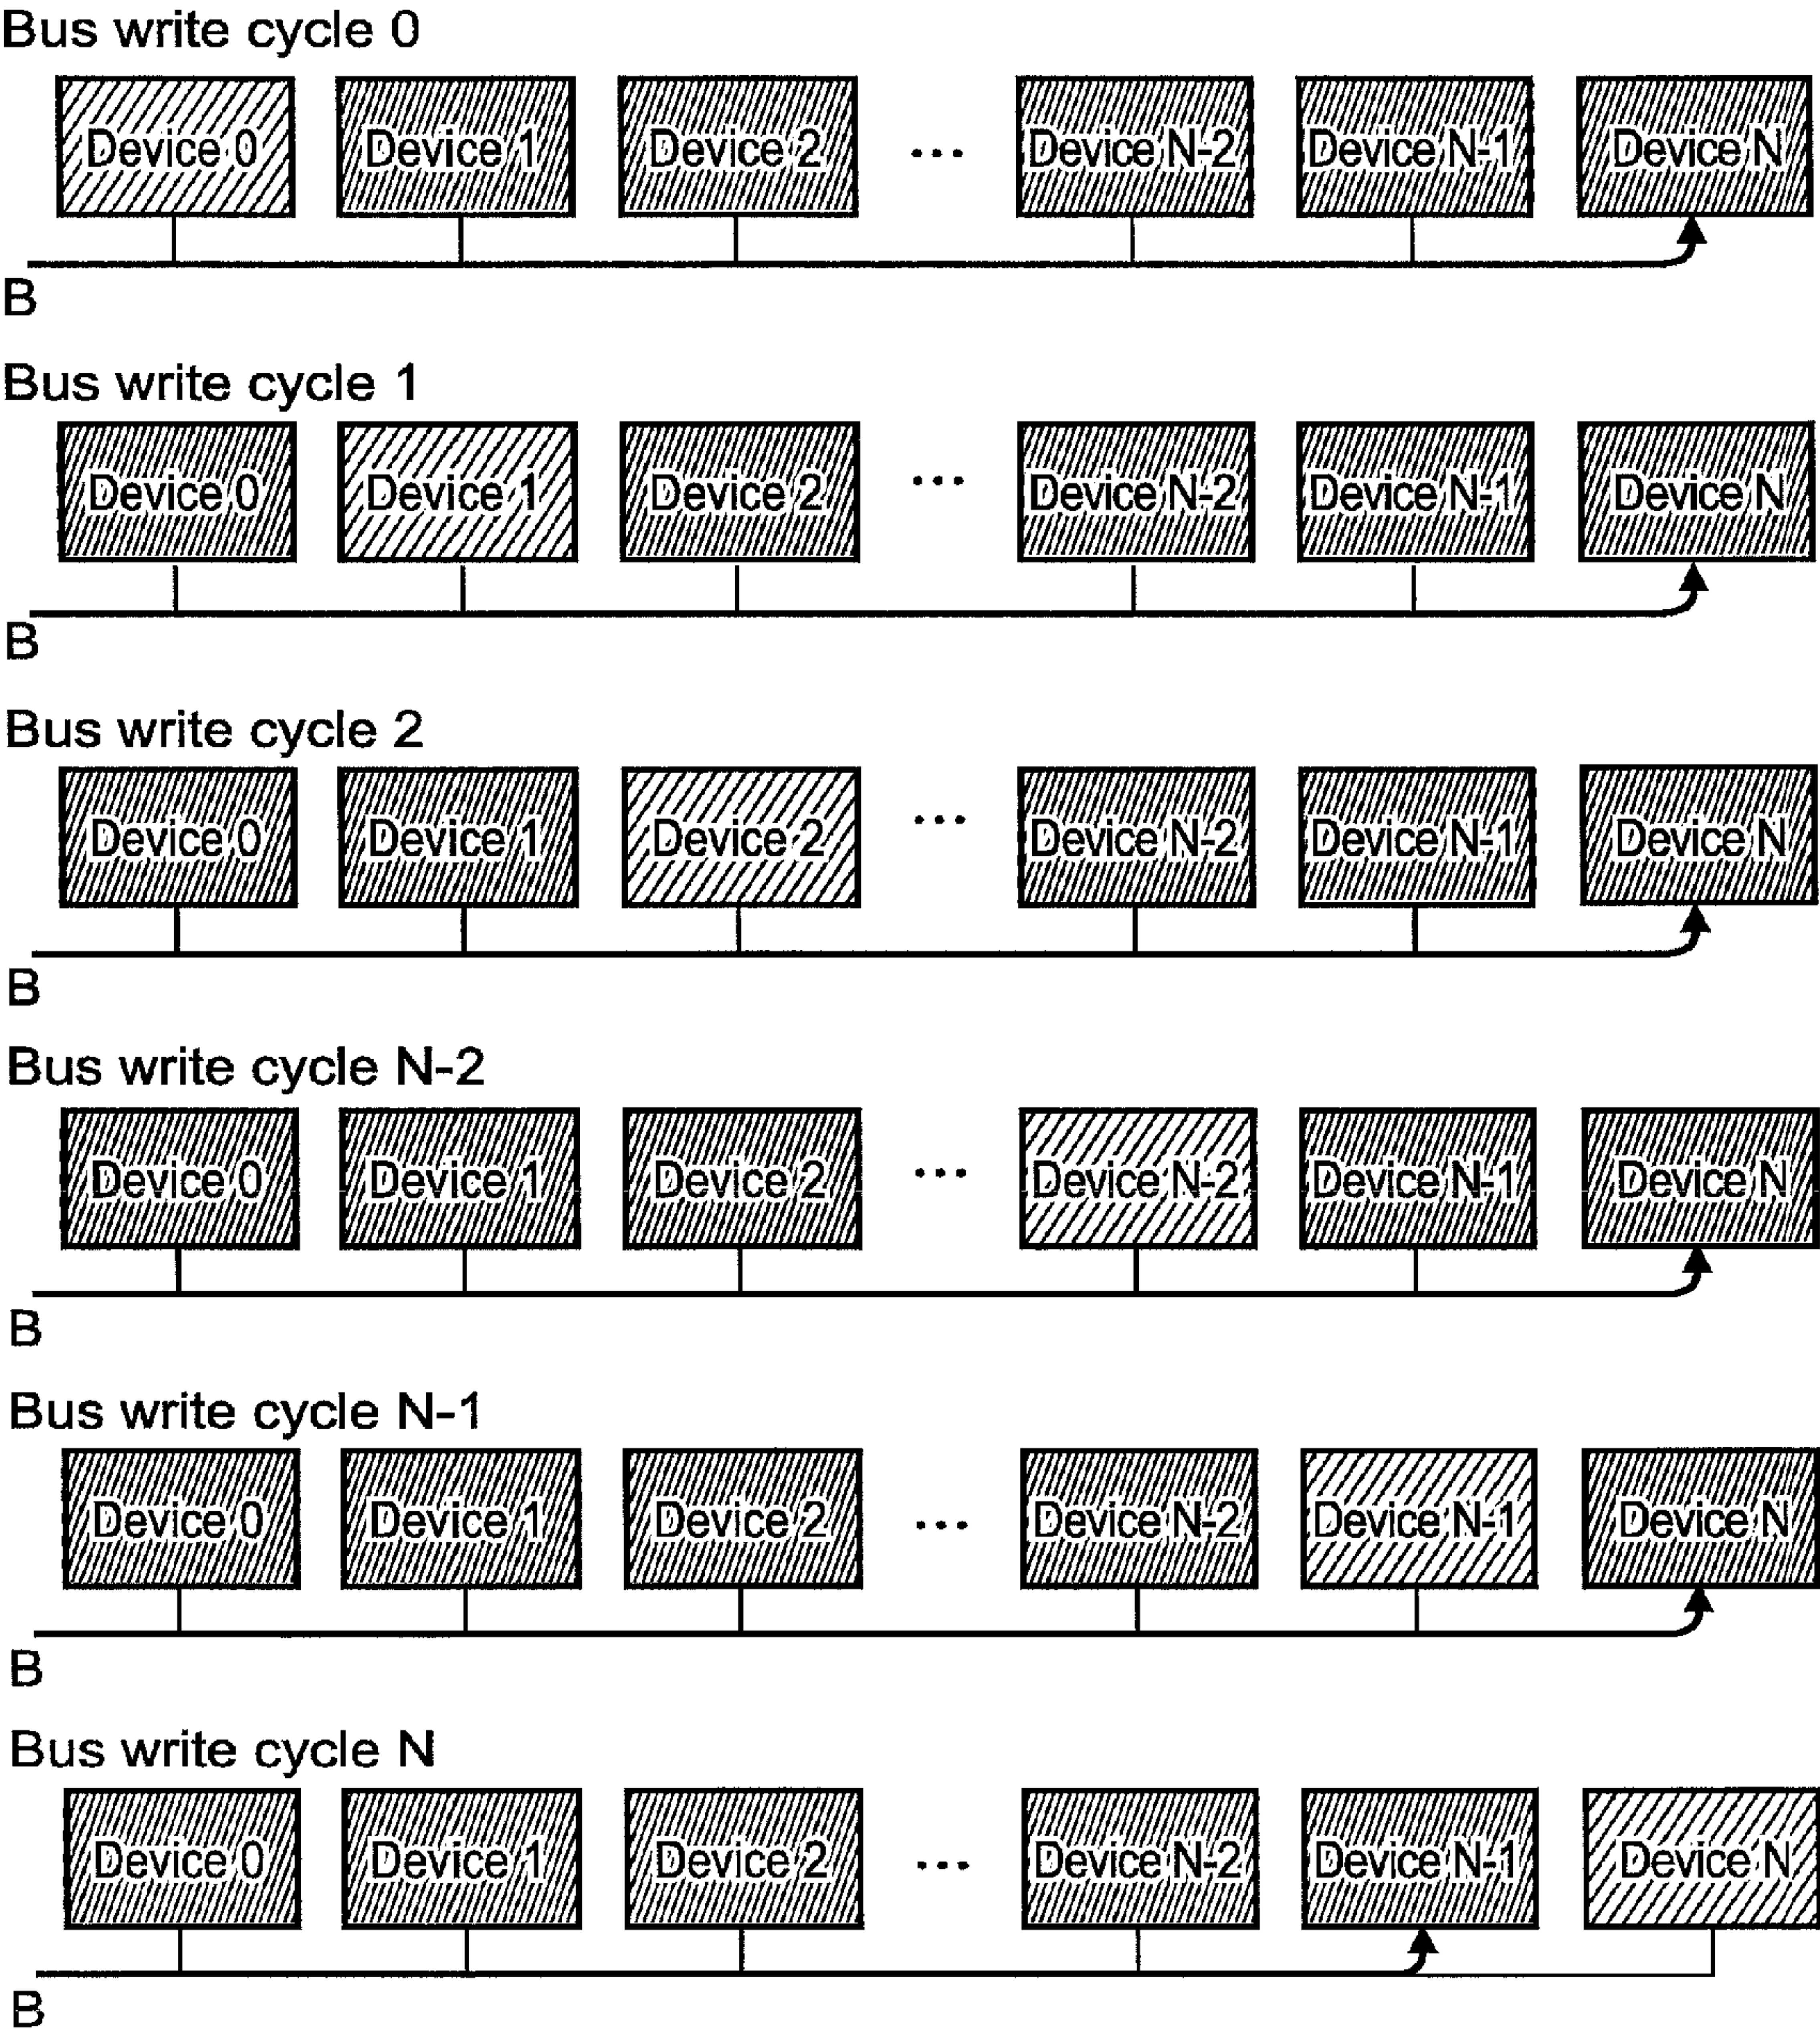 Bus write cycle 0
Device 0 Device 1 Device 2 ... Device N-2 Device N-1 Device N
B
Bus write cycle 1
Device 0 Device 1 Device 2 ... Device N-2 Device N-1 Device N
B
Bus write cycle 2
Device 0 Device 1 Device 2 ... Device N-2 Device N-1 Device N
B
Bus write cycle N-2
Device 0 Device 1 Device 2 ... Device N-2 Device N-1 Device N
B
Bus write cycle N-1
Device 0 Device 1 Device 2 ... Device N-2 Device N-1 Device N
B
Bus write cycle N
Device 0 Device 1 Device 2 ... Device N-2 Device N-1 Device N
B